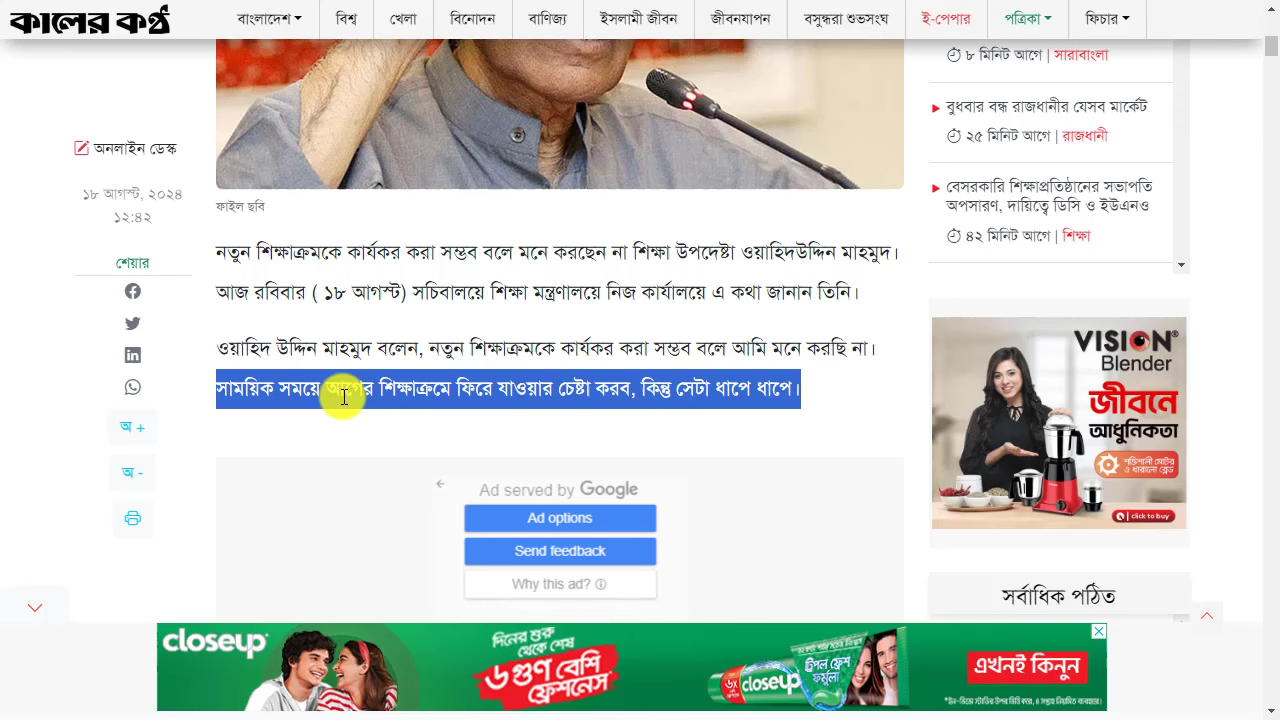 কালের কণ্ঠ
বাংলাদেশ বিশ্ব খেলা বিনোদন বাণিজ্য ইসলামী জীবন জীবনযাপন বসুন্ধরা শুভসংঘ ই-পেপার পত্রিকা ফিচার
অনলাইন ডেস্ক
১৮ আগস্ট, ২০২৪
১২:৪২
শেয়ার
অ +
অ -
ফাইল ছবি
নতুন শিক্ষাক্রমকে কার্যকর করা সম্ভব বলে মনে করছেন না শিক্ষা উপদেষ্টা ওয়াহিদউদ্দিন মাহমুদ।
আজ রবিবার ( ১৮ আগস্ট) সচিবালয়ে শিক্ষা মন্ত্রণালয়ে নিজ কার্যালয়ে এ কথা জানান তিনি।
ওয়াহিদ উদ্দিন মাহমুদ বলেন, নতুন শিক্ষাক্রমকে কার্যকর করা সম্ভব বলে আমি মনে করছি না।
সাময়িক সময়ে আগের শিক্ষাক্রমে ফিরে যাওয়ার চেষ্টা করব, কিন্তু সেটা ধাপে ধাপে।
Ad served by Google
Ad options
Send feedback
Why this ad?
৮ মিনিট আগে | সারাবাংলা
বুধবার বন্ধ রাজধানীর যেসব মার্কেট
২৫ মিনিট আগে | রাজধানী
বেসরকারি শিক্ষাপ্রতিষ্ঠানের সভাপতি
অপসারণ, দায়িত্বে ডিসি ও ইউএনও
৪২ মিনিট আগে | শিক্ষা
VISION
Blender
জীবনে
আধুনিকতা
শক্তিশালী মোটর
ও ধারালো ব্লেড
click to buy
সর্বাধিক পঠিত
closeup
দিনের শুরু
থেকে শেষ
৬ গুণ বেশি
ফ্রেশনেস
closeup
ট্রিপল ফ্রেশ
ফর্মুলা
এখনই কিনুন